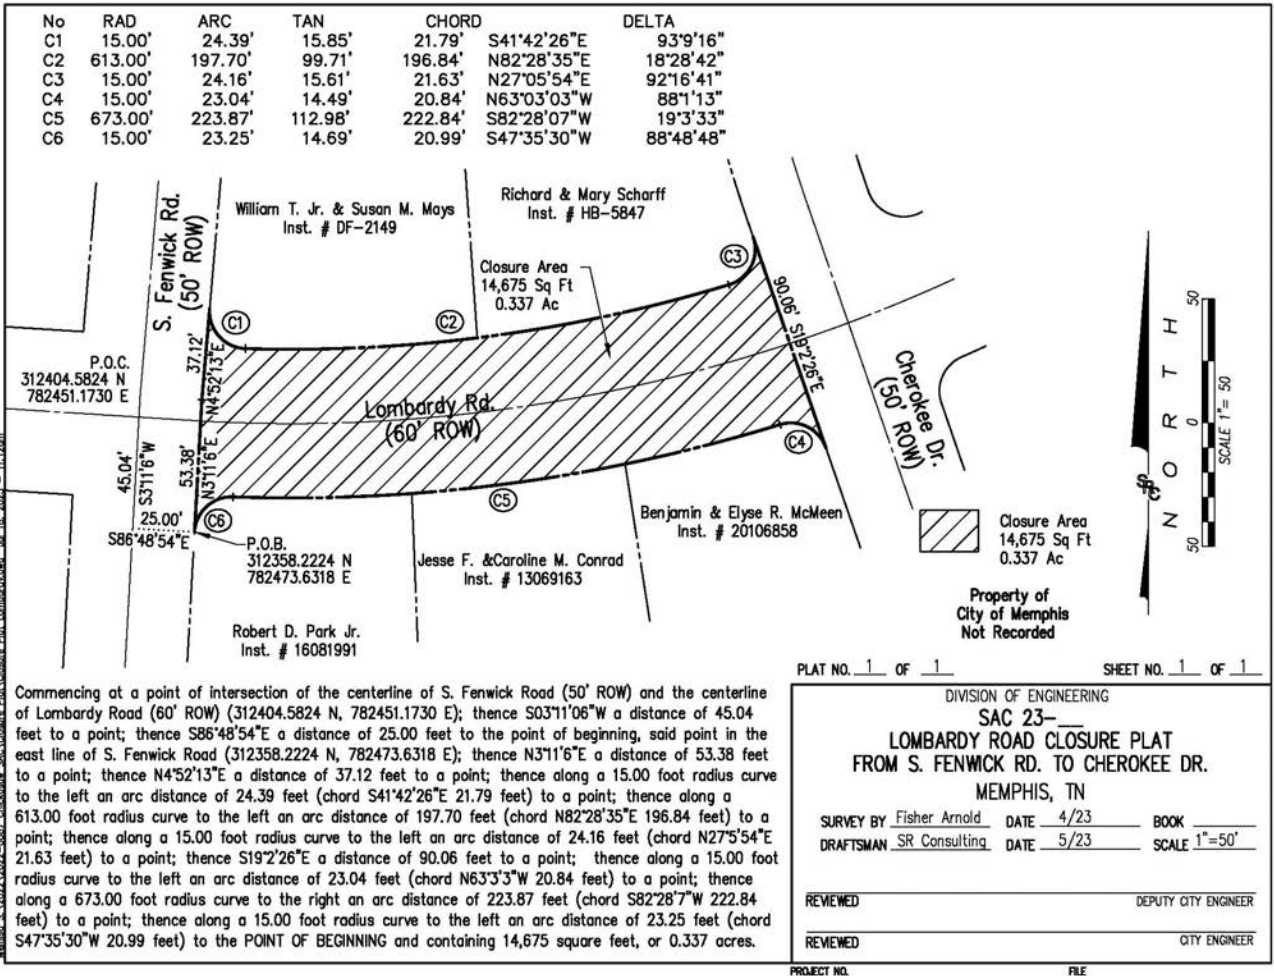 No RAD ARC TAN CHORD DELTA
C1 15.00' 24.39' 15.85' 21.79' S41°42'26"E 93°9'16"
C2 613.00' 197.70' 99.71' 196.84' N82°28'35"E 18°28'42"
C3 15.00' 24.16' 15.61' 21.63' N27°05'54"E 92°16'41"
C4 15.00' 23.04' 14.49' 20.84' N63°03'03"W 88°1'13"
C5 673.00' 223.87' 112.98' 222.84' S82°28'07"W 19°3'33"
C6 15.00' 23.25' 14.69' 20.99' S47°35'30"W 88°48'48"
S. Fenwick Rd.
(50' ROW)
William T. Jr. & Susan M. Mays
Inst. # DF-2149
Richard & Mary Scharff
Inst. # HB-5847
Closure Area
14,675 Sq Ft
0.337 Ac
C1
C2
C3
37.12'
N4°52'13"E
90.06' S19°2'26"E
P.O.C.
312404.5824 N
782451.1730 E
Lombardy Rd.
(60' ROW)
Cherokee Dr.
(50' ROW)
45.04'
S3°11'6"W
53.38'
N3°11'6"E
25.00'
S86°48'54"E
C6
C5
C4
P.O.B.
312358.2224 N
782473.6318 E
Jesse F. &Caroline M. Conrad
Inst. # 13069163
Benjamin & Elyse R. McMeen
Inst. # 20106858
Robert D. Park Jr.
Inst. # 16081991
Closure Area
14,675 Sq Ft
0.337 Ac
Property of
City of Memphis
Not Recorded
NORTH
50 0 50
SCALE 1"= 50
PLAT NO. 1 OF 1 SHEET NO. 1 OF 1
Commencing at a point of intersection of the centerline of S. Fenwick Road (50' ROW) and the centerline
of Lombardy Road (60' ROW) (312404.5824 N, 782451.1730 E); thence S03°11'06"W a distance of 45.04
feet to a point; thence S86°48'54"E a distance of 25.00 feet to the point of beginning, said point in the
east line of S. Fenwick Road (312358.2224 N, 782473.6318 E); thence N3°11'6"E a distance of 53.38 feet
to a point; thence N4°52'13"E a distance of 37.12 feet to a point; thence along a 15.00 foot radius curve
to the left an arc distance of 24.39 feet (chord S41°42'26"E 21.79 feet) to a point; thence along a
613.00 foot radius curve to the left an arc distance of 197.70 feet (chord N82°28'35"E 196.84 feet) to a
point; thence along a 15.00 foot radius curve to the left an arc distance of 24.16 feet (chord N27°5'54"E
21.63 feet) to a point; thence S19°2'26"E a distance of 90.06 feet to a point; thence along a 15.00 foot
radius curve to the left an arc distance of 23.04 feet (chord N63°3'3"W 20.84 feet) to a point; thence
along a 673.00 foot radius curve to the right an arc distance of 223.87 feet (chord S82°28'7"W 222.84
feet) to a point; thence along a 15.00 foot radius curve to the left an arc distance of 23.25 feet (chord
S47°35'30"W 20.99 feet) to the POINT OF BEGINNING and containing 14,675 square feet, or 0.337 acres.
DIVISION OF ENGINEERING
SAC 23-__
LOMBARDY ROAD CLOSURE PLAT
FROM S. FENWICK RD. TO CHEROKEE DR.
MEMPHIS, TN
SURVEY BY Fisher Arnold DATE 4/23 BOOK
DRAFTSMAN SR Consulting DATE 5/23 SCALE 1"=50'
REVIEWED DEPUTY CITY ENGINEER
REVIEWED CITY ENGINEER
PROJECT NO. FILE